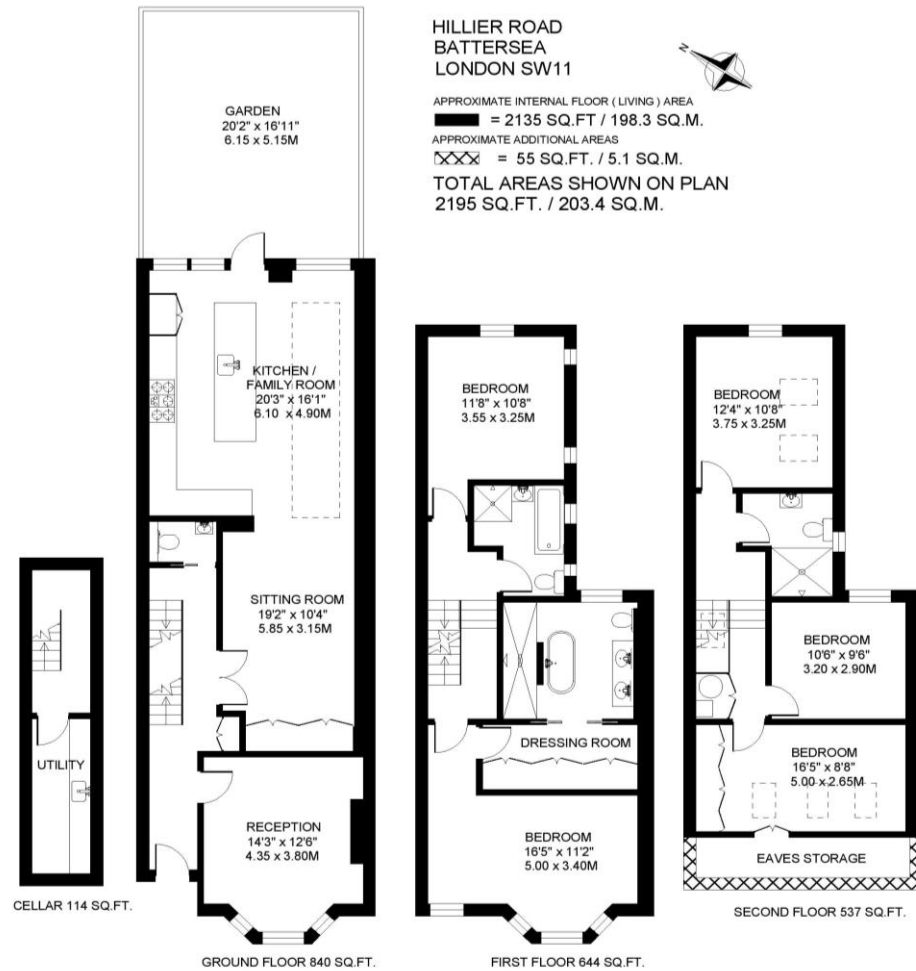 HILLIER ROAD
BATTERSEA
LONDON SW11
N
APPROXIMATE INTERNAL FLOOR ( LIVING ) AREA
= 2135 SQ.FT / 198.3 SQ.M.
APPROXIMATE ADDITIONAL AREAS
= 55 SQ.FT. / 5.1 SQ.M.
TOTAL AREAS SHOWN ON PLAN
2195 SQ.FT. / 203.4 SQ.M.
GARDEN
20'2" x 16'11"
6.15 x 5.15M
KITCHEN /
FAMILY ROOM
20'3" x 16'1"
6.10 x 4.90M
SITTING ROOM
19'2" x 10'4"
5.85 x 3.15M
RECEPTION
14'3" x 12'6"
4.35 x 3.80M
UTILITY
CELLAR 114 SQ.FT.
GROUND FLOOR 840 SQ.FT.
BEDROOM
11'8" x 10'8"
3.55 x 3.25M
DRESSING ROOM
BEDROOM
16'5" x 11'2"
5.00 x 3.40M
FIRST FLOOR 644 SQ.FT.
BEDROOM
12'4" x 10'8"
3.75 x 3.25M
BEDROOM
10'6" x 9'6"
3.20 x 2.90M
BEDROOM
16'5" x 8'8"
5.00 x 2.65M
EAVES STORAGE
SECOND FLOOR 537 SQ.FT.